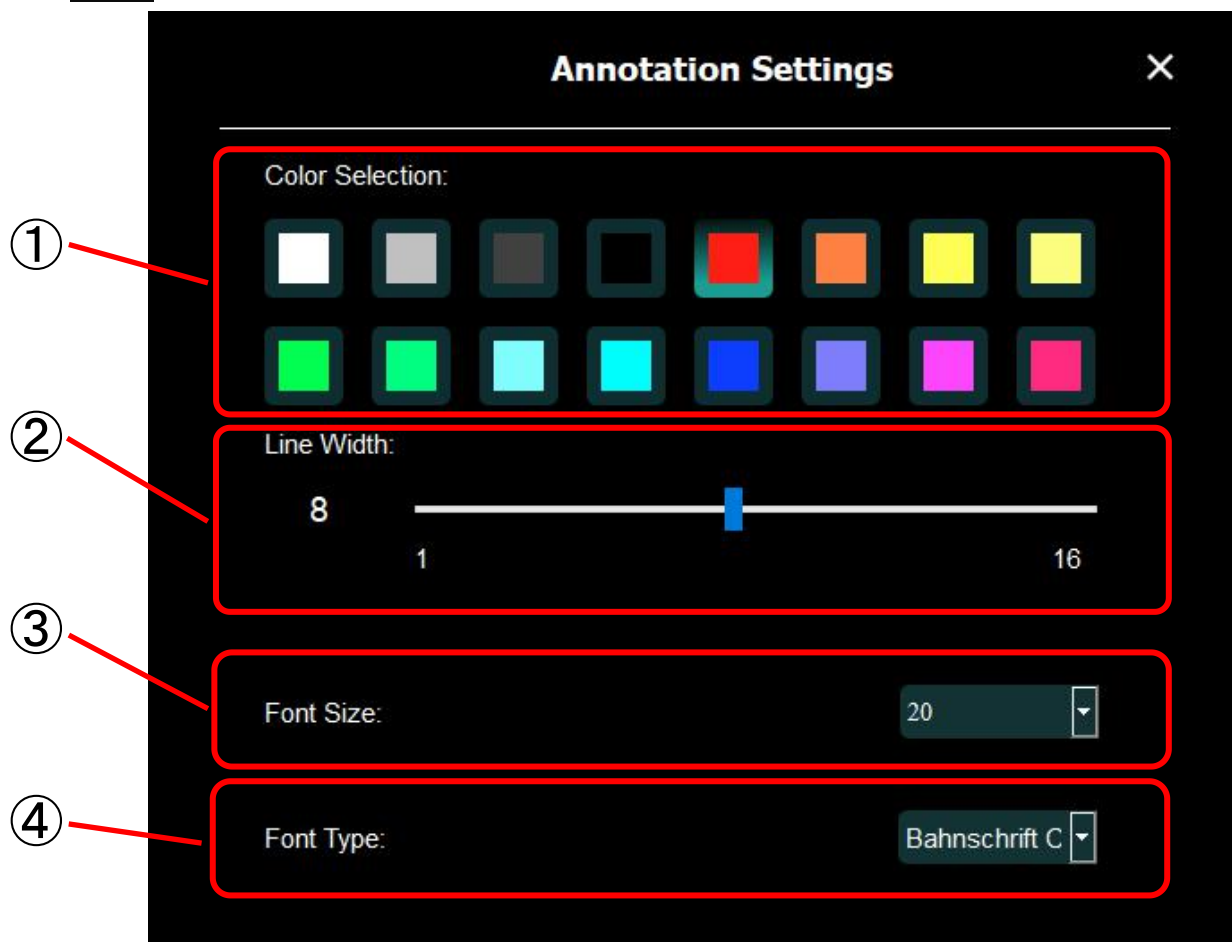 Annotation Settings ✕
① Color Selection:
② Line Width:
8
1 16
③ Font Size: 20
④ Font Type: Bahnschrift C